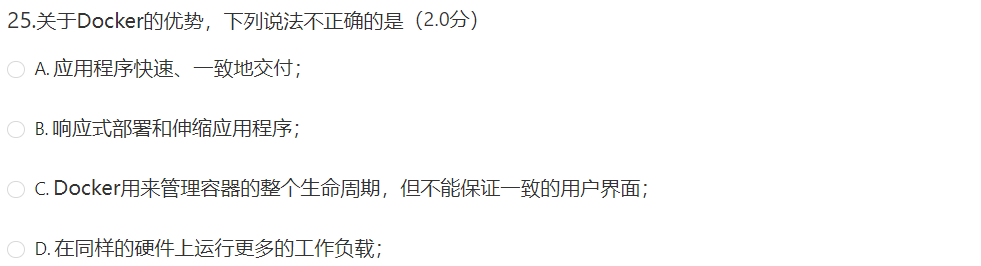 25.关于Docker的优势，下列说法不正确的是（2.0分）
A. 应用程序快速、一致地交付；
B. 响应式部署和伸缩应用程序；
C. Docker用来管理容器的整个生命周期，但不能保证一致的用户界面；
D. 在同样的硬件上运行更多的工作负载；